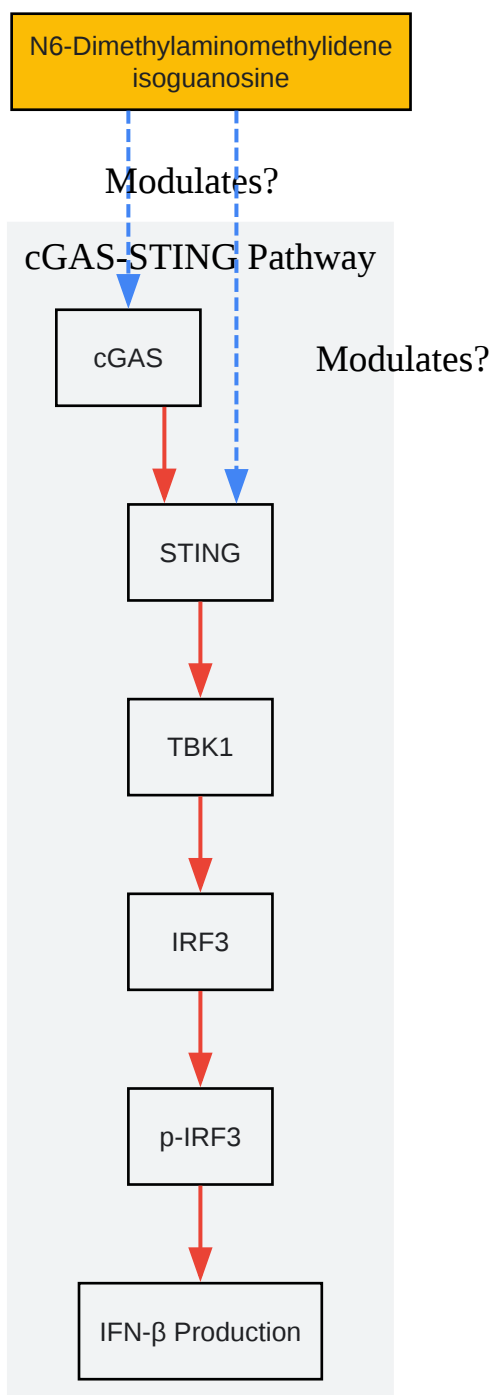 N6-Dimethylaminomethylidene
isoguanosine
Modulates?
cGAS-STING Pathway
cGAS
Modulates?
STING
TBK1
IRF3
p-IRF3
IFN-β Production